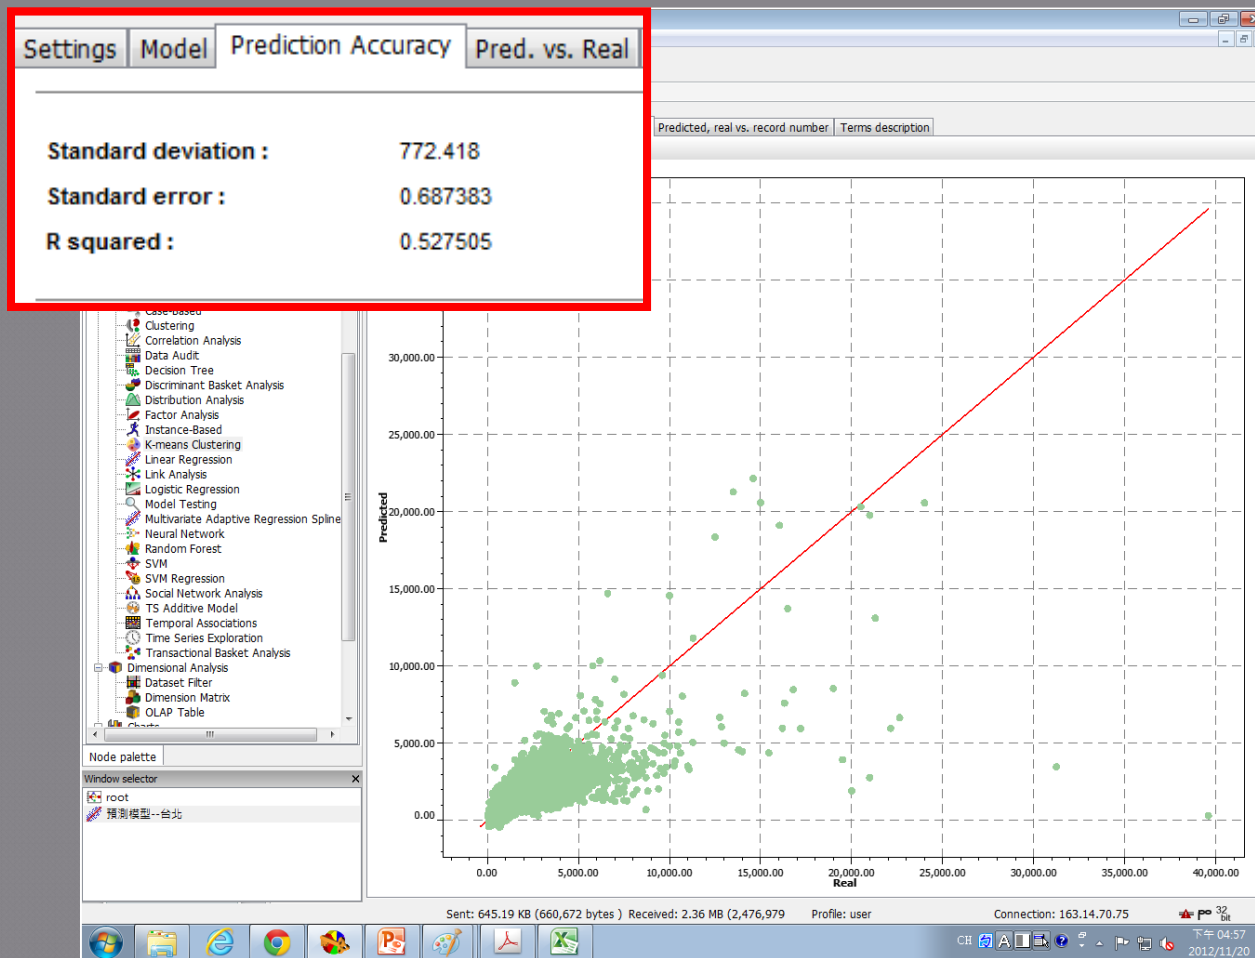 Settings Model Prediction Accuracy Pred. vs. Real
Standard deviation : 772.418
Standard error : 0.687383
R squared : 0.527505
Predicted, real vs. record number Terms description
Case-Based
Clustering
Correlation Analysis
Data Audit
Decision Tree
Discriminant Basket Analysis
Distribution Analysis
Factor Analysis
Instance-Based
K-means Clustering
Linear Regression
Link Analysis
Logistic Regression
Model Testing
Multivariate Adaptive Regression Spline
Neural Network
Random Forest
SVM
SVM Regression
Social Network Analysis
TS Additive Model
Temporal Associations
Time Series Exploration
Transactional Basket Analysis
Dimensional Analysis
Dataset Filter
Dimension Matrix
OLAP Table
Charts
Node palette
Window selector
root
預測模型--台北
30,000.00
25,000.00
20,000.00
15,000.00
10,000.00
5,000.00
0.00
Predicted
0.00 5,000.00 10,000.00 15,000.00 20,000.00 25,000.00 30,000.00 35,000.00 40,000.00
Real
Sent: 645.19 KB (660,672 bytes ) Received: 2.36 MB (2,476,979 Profile: user Connection: 163.14.70.75 32 bit
CH A 下午 04:57
2012/11/20